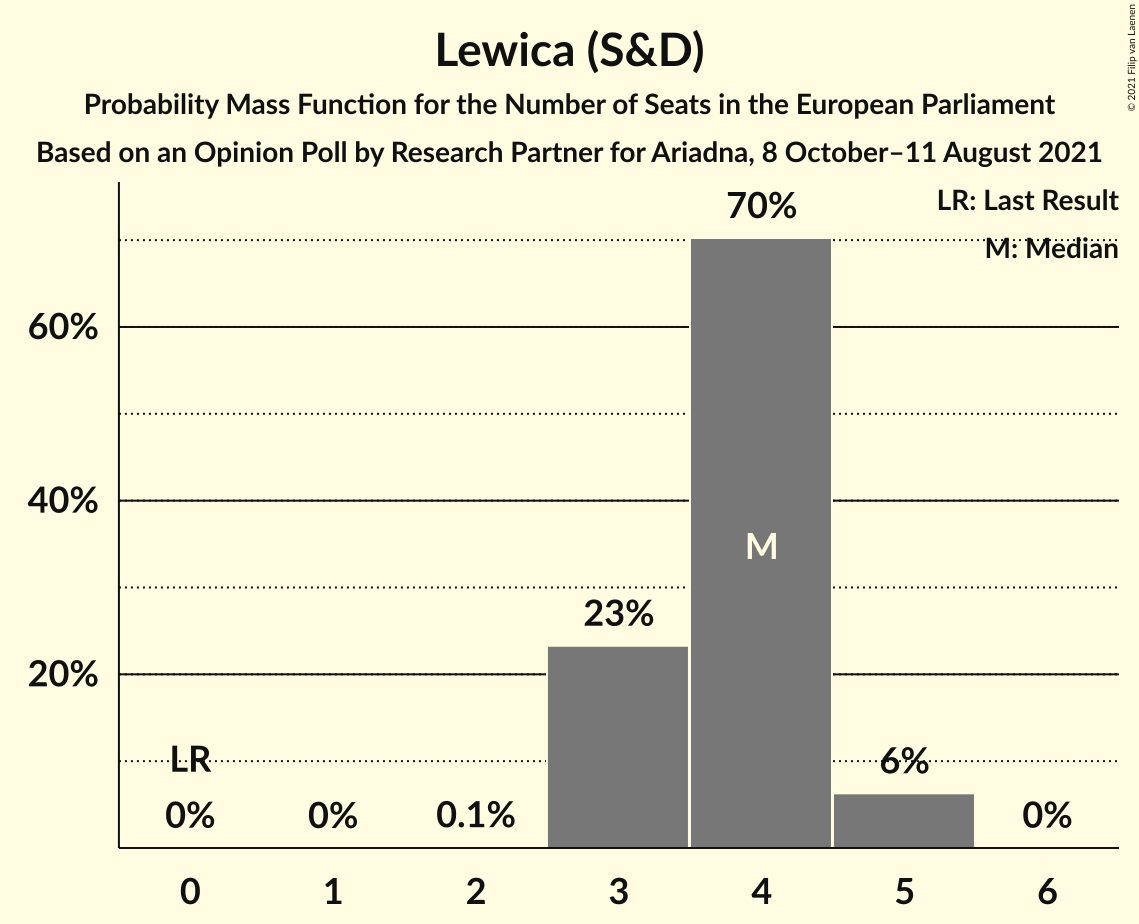 Lewica (S&D)
Probability Mass Function for the Number of Seats in the European Parliament
Based on an Opinion Poll by Research Partner for Ariadna, 8 October–11 August 2021
© 2021 Filip van Laenen
LR: Last Result
M: Median
70%
60%
40%
M
23%
20%
LR
6%
0%
0%
0.1%
0%
0
1
2
3
4
5
6